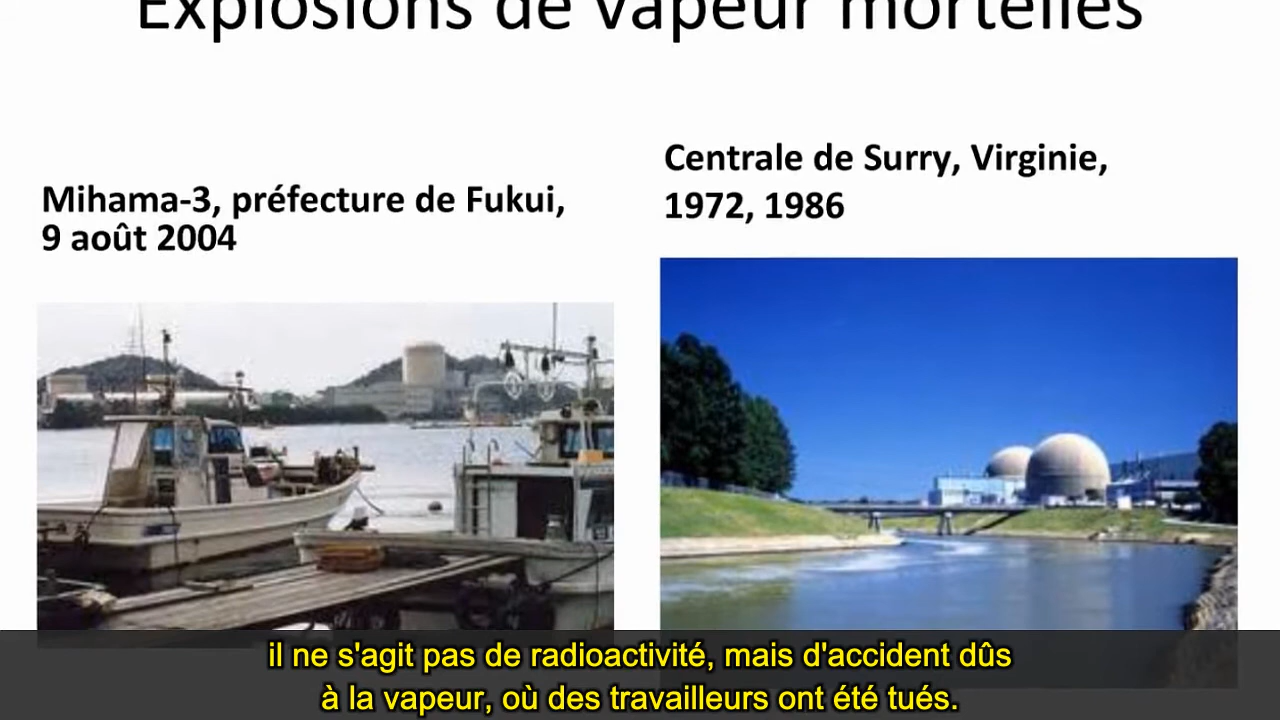 Explosions de vapeur mortelles
Centrale de Surry, Virginie,
1972, 1986
Mihama-3, préfecture de Fukui,
9 août 2004
il ne s'agit pas de radioactivité, mais d'accident dûs
à la vapeur, où des travailleurs ont été tués.